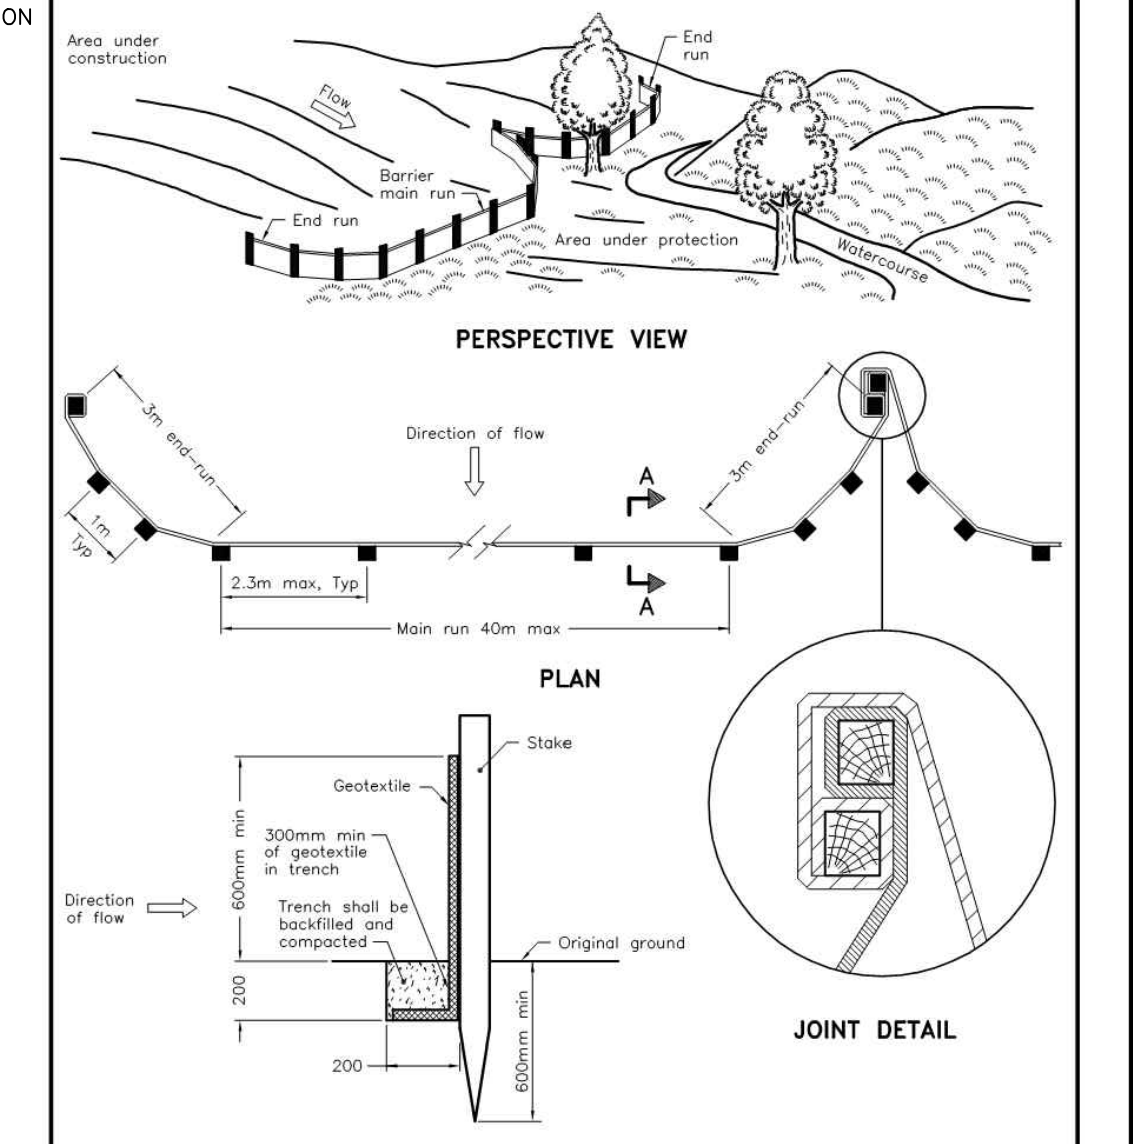 ON
Area under
construction
End
run
Flow
Barrier
main run
End run
Area under protection
Watercourse
PERSPECTIVE VIEW
3m end-run
Direction of flow
3m end-run
A
1m
Typ
2.3m max, Typ
A
Main run 40m max
PLAN
Stake
Geotextile
600mm min
300mm min
of geotextile
in trench
Direction
of flow
Trench shall be
backfilled and
compacted
Original ground
200
600mm min
200
JOINT DETAIL